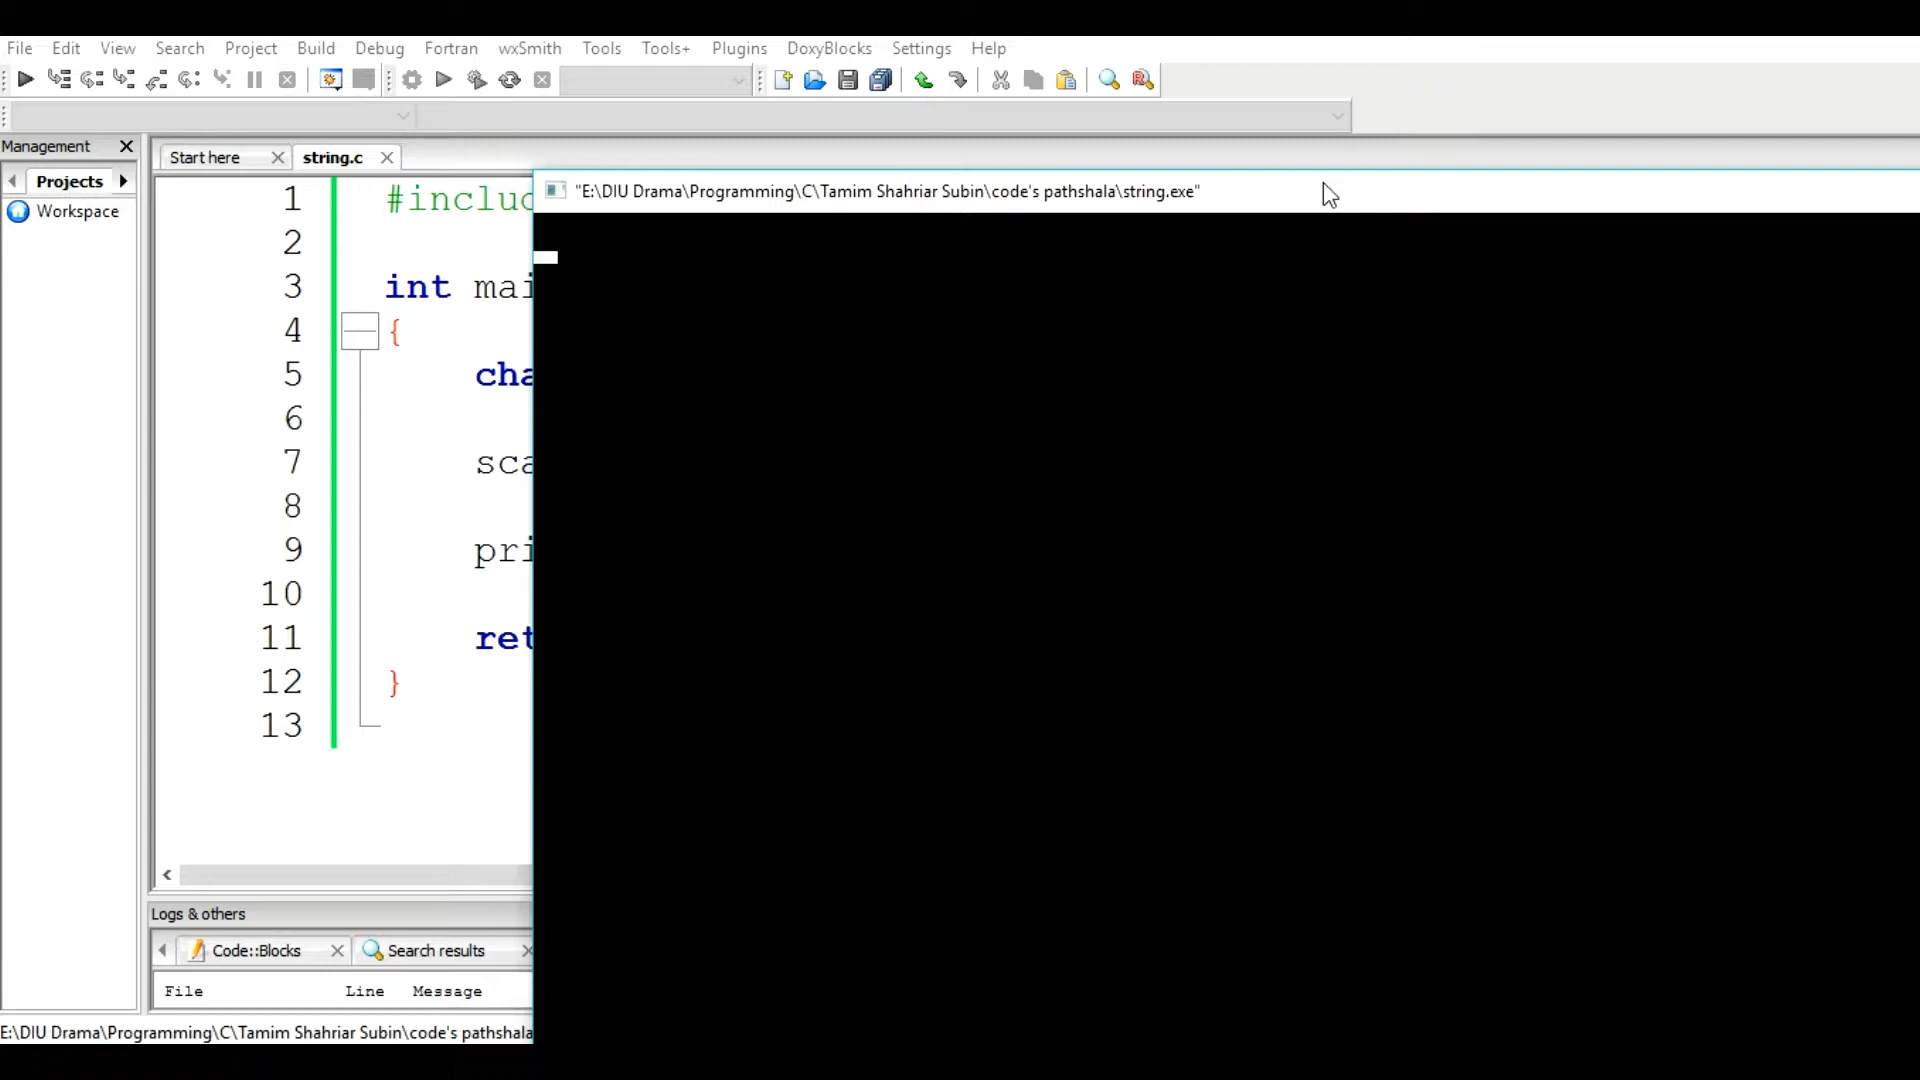 File Edit View Search Project Build Debug Fortran wxSmith Tools Tools+ Plugins DoxyBlocks Settings Help
Management
Projects
Workspace
Start here string.c
"E:\DIU Drama\Programming\C\Tamim Shahriar Subin\code's pathshala\string.exe"
1 #includ
2
3 int mai
4 {
5 cha
6
7 sca
8
9 pri
10
11 ret
12 }
13
Logs & others
Code::Blocks Search results
File Line Message
E:\DIU Drama\Programming\C\Tamim Shahriar Subin\code's pathshala